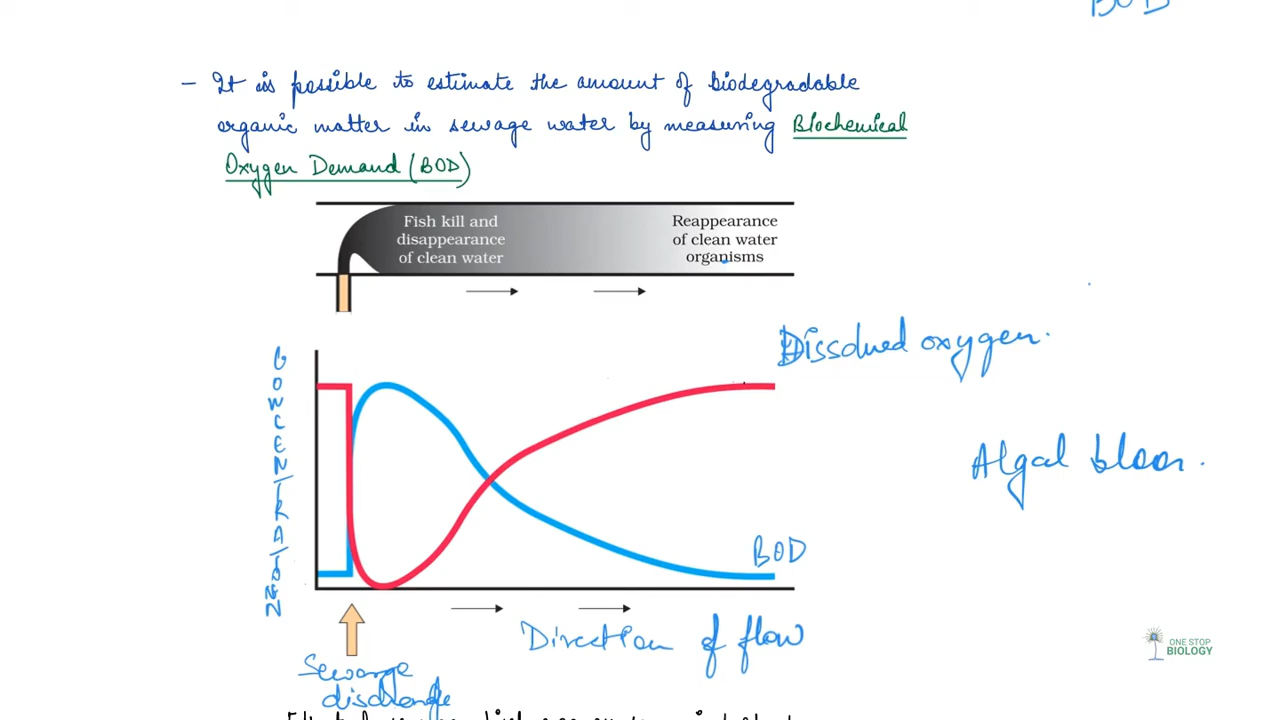 BOD
- It is possible to estimate the amount of biodegradable
organic matter in sewage water by measuring Biochemical
Oxygen Demand (BOD)
Fish kill and
disappearance
of clean water
Reappearance
of clean water
organisms
Dissolved oxygen.
CONCENTRATION
Algal bloom.
BOD
Direction of flow
Sewarge
discharge
ONE STOP
BIOLOGY